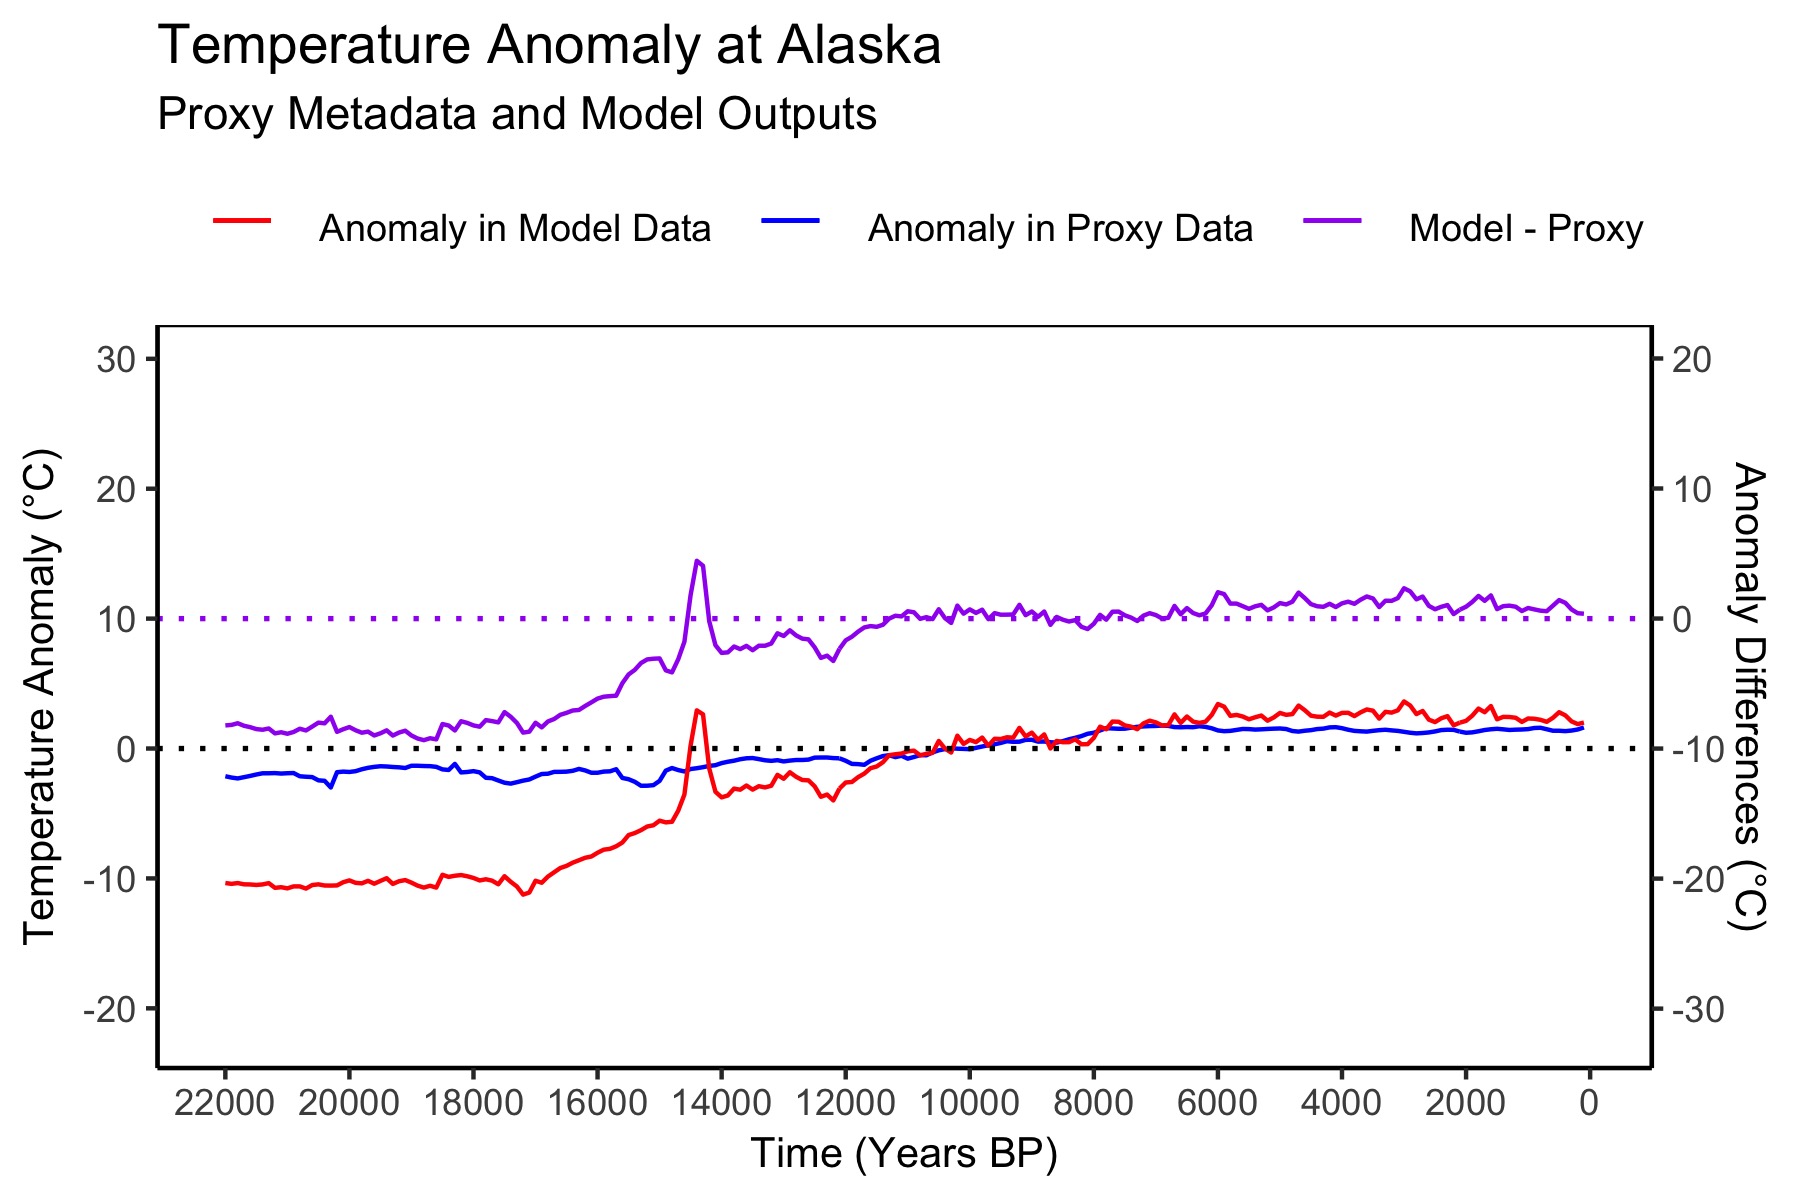 Temperature Anomaly at Alaska
Proxy Metadata and Model Outputs
Anomaly in Model Data
Anomaly in Proxy Data
Model - Proxy
Temperature Anomaly (°C)
30
20
10
0
-10
-20
20
10
0
-10
-20
-30
Anomaly Differences (°C)
22000 20000 18000 16000 14000 12000 10000 8000 6000 4000 2000 0
Time (Years BP)